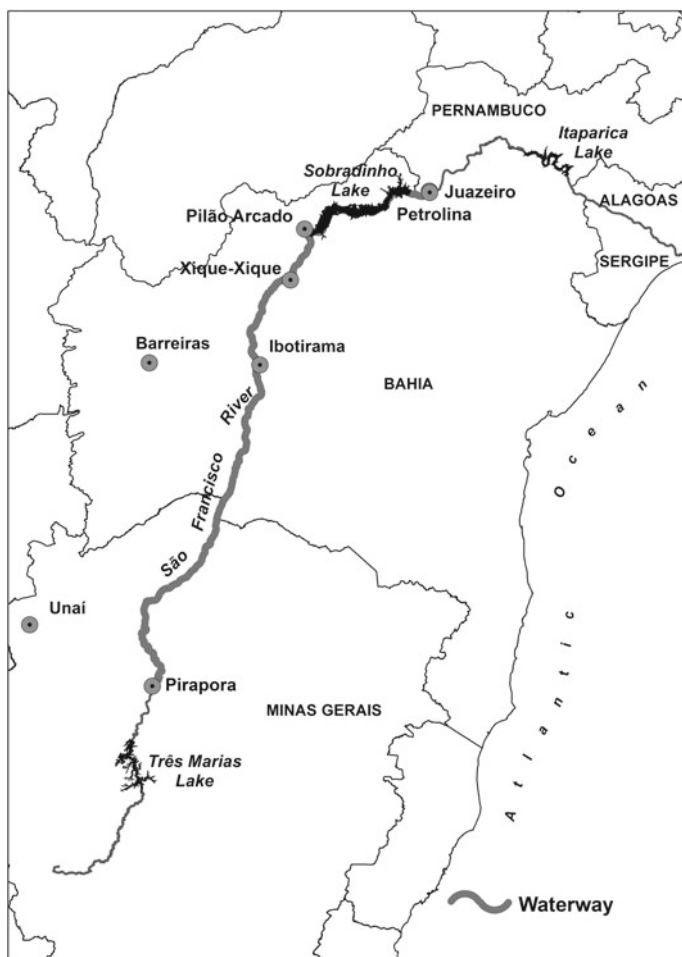 PERNAMBUCO
Itaparica
Lake
Sobradinho
Lake
Juazeiro
Petrolina
ALAGOAS
Pilão Arcado
SERGIPE
Xique-Xique
Barreiras
Ibotirama
BAHIA
São Francisco River
Atlantic Ocean
Unaí
Pirapora
MINAS GERAIS
Três Marias
Lake
Waterway